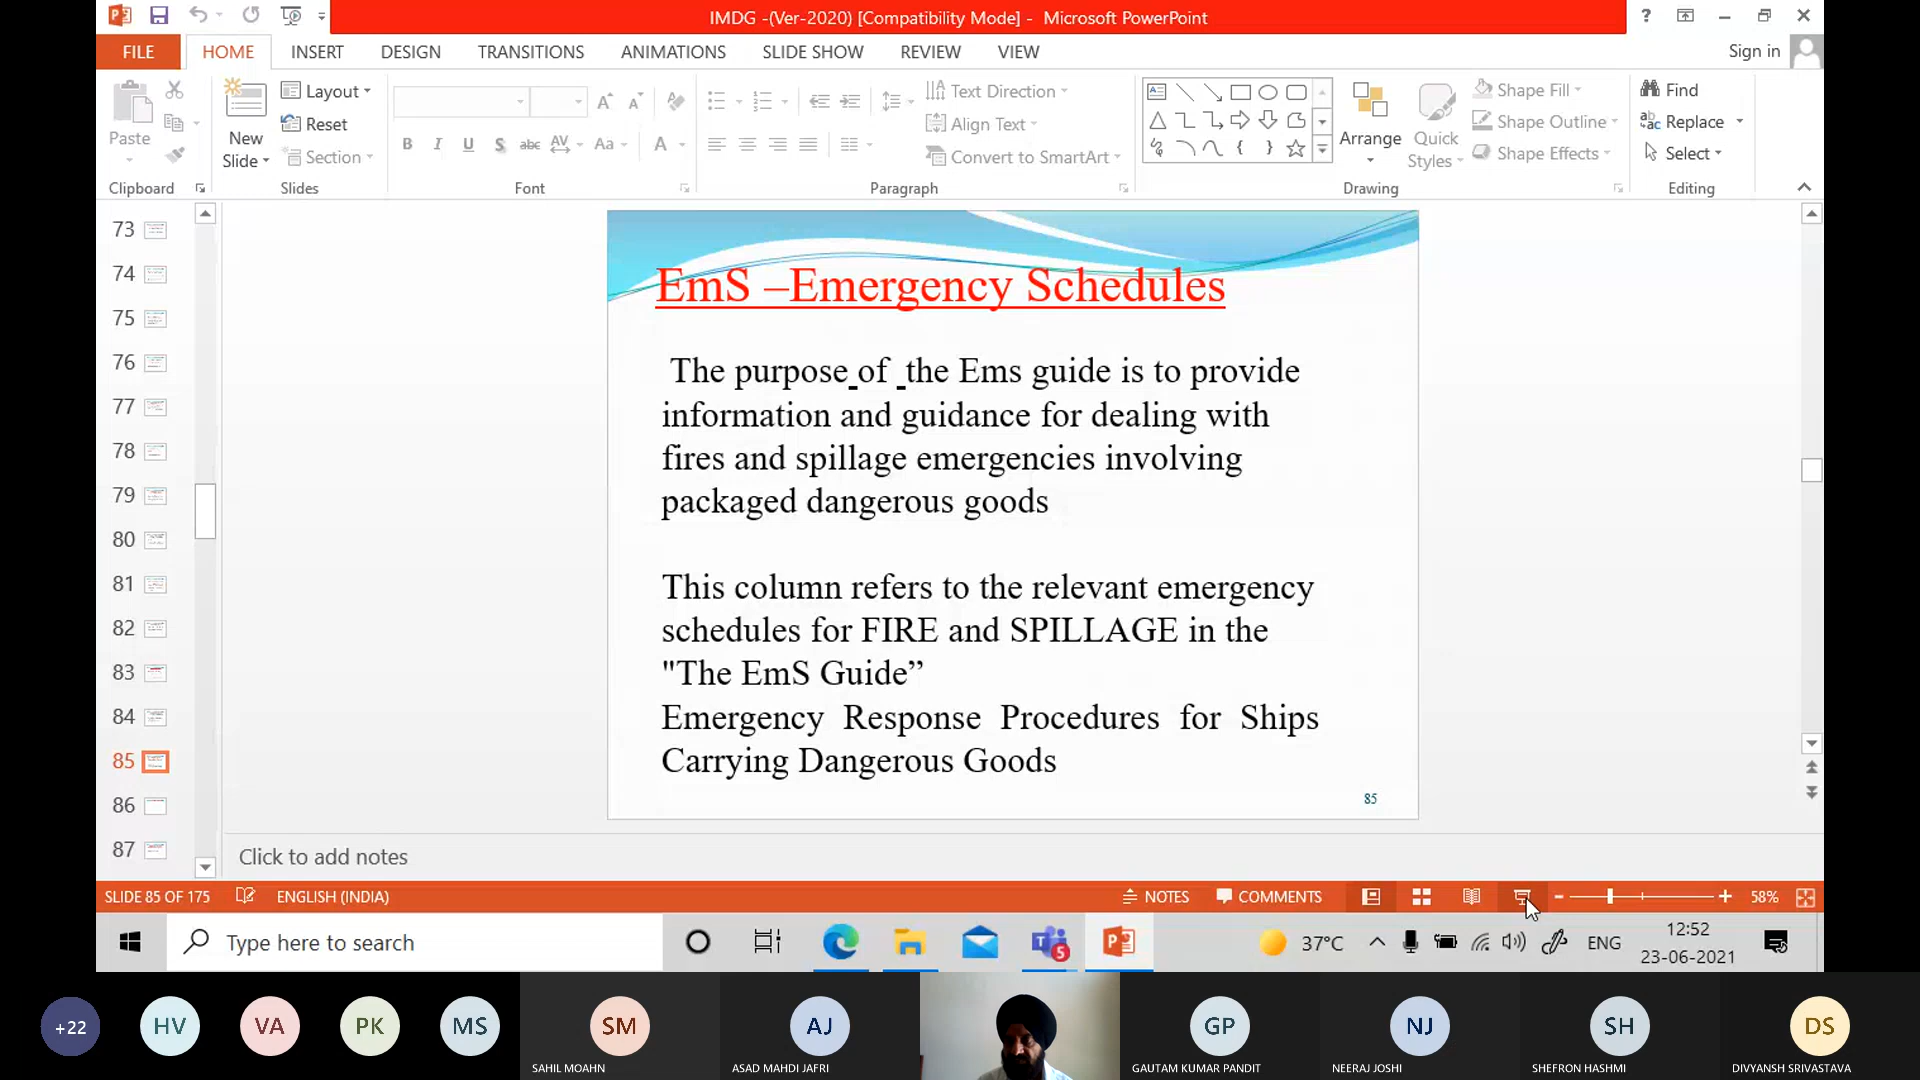 IMDG -(Ver-2020) [Compatibility Mode] - Microsoft PowerPoint
?
FILE HOME INSERT DESIGN TRANSITIONS ANIMATIONS SLIDE SHOW REVIEW VIEW Sign in
Paste
Clipboard
New Slide
Layout
Reset
Section
Slides
B I U S abc AV Aa A
Font
Text Direction
Align Text
Convert to SmartArt
Paragraph
Arrange
Quick Styles
Shape Fill
Shape Outline
Shape Effects
Drawing
Find
Replace
Select
Editing
73
74
75
76
77
78
79
80
81
82
83
84
85
86
87
EmS –Emergency Schedules
The purpose of the Ems guide is to provide
information and guidance for dealing with
fires and spillage emergencies involving
packaged dangerous goods
This column refers to the relevant emergency
schedules for FIRE and SPILLAGE in the
"The EmS Guide”
Emergency Response Procedures for Ships
Carrying Dangerous Goods
85
Click to add notes
SLIDE 85 OF 175 ENGLISH (INDIA) NOTES COMMENTS 58%
Type here to search
5
37°C ENG
12:52
23-06-2021
+22 HV VA PK MS SM AJ GP NJ SH DS
SAHIL MOAHN ASAD MAHDI JAFRI GAUTAM KUMAR PANDIT NEERAJ JOSHI SHEFRON HASHMI DIVYANSH SRIVASTAVA